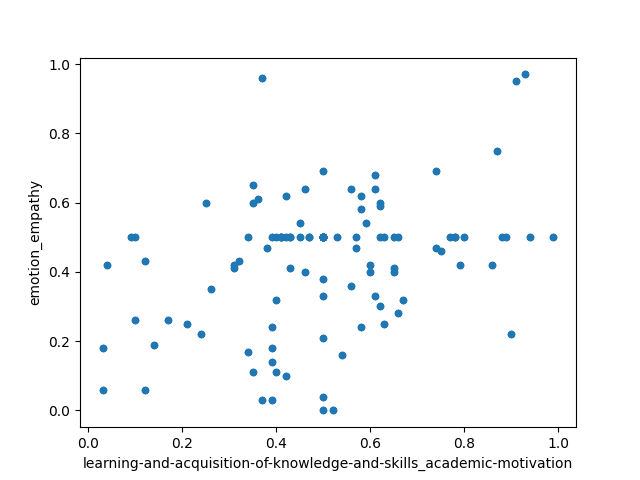 1.0
0.8
0.6
0.4
0.2
0.0
emotion_empathy
0.0 0.2 0.4 0.6 0.8 1.0
learning-and-acquisition-of-knowledge-and-skills_academic-motivation